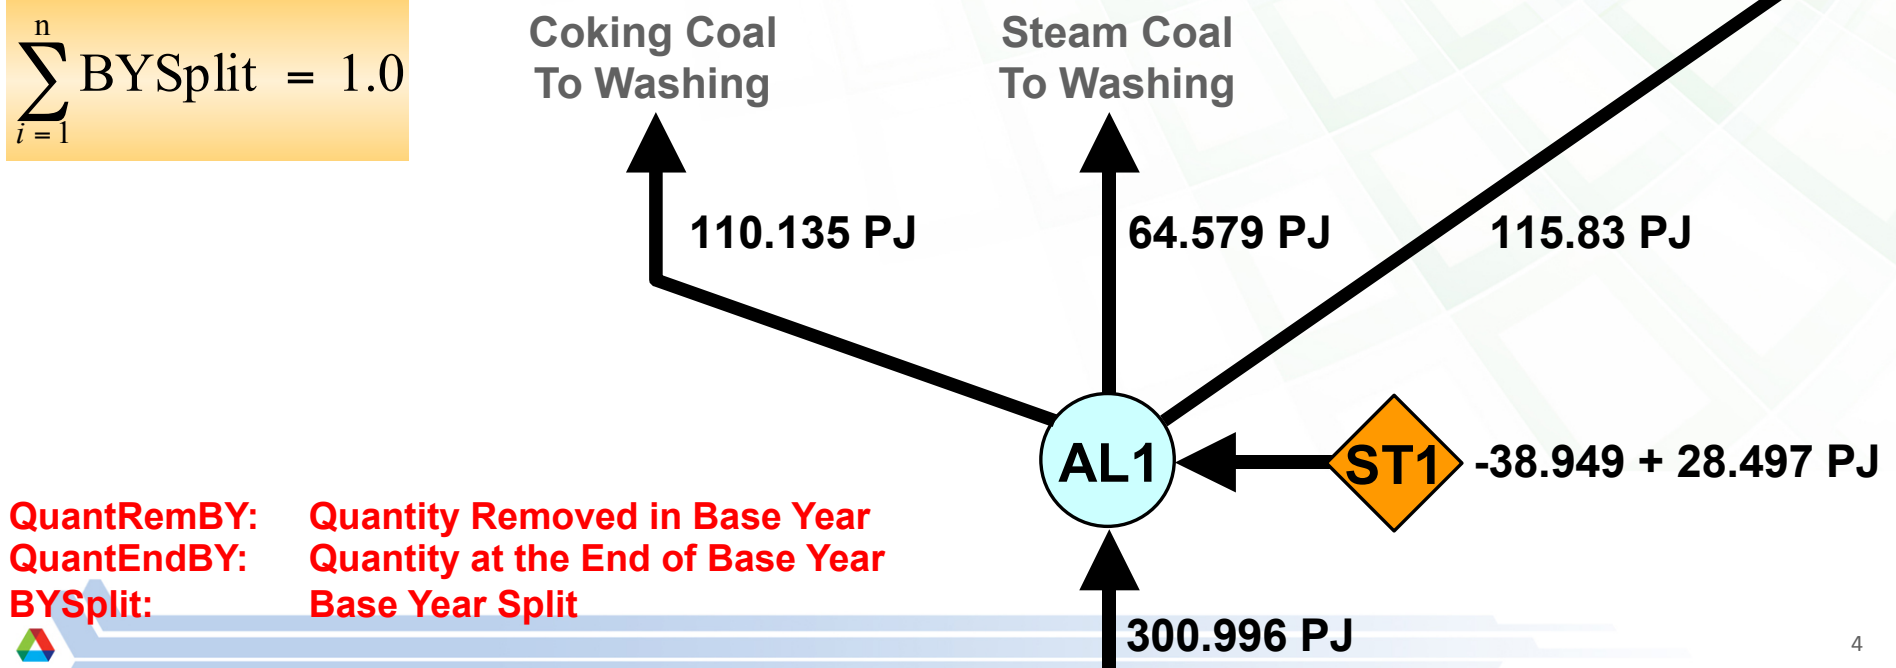 n
∑ BYSplit = 1.0
i = 1
Coking Coal
To Washing
Steam Coal
To Washing
110.135 PJ
64.579 PJ
115.83 PJ
AL1
ST1
-38.949 + 28.497 PJ
QuantRemBY: Quantity Removed in Base Year
QuantEndBY: Quantity at the End of Base Year
BYSplit: Base Year Split
300.996 PJ
4